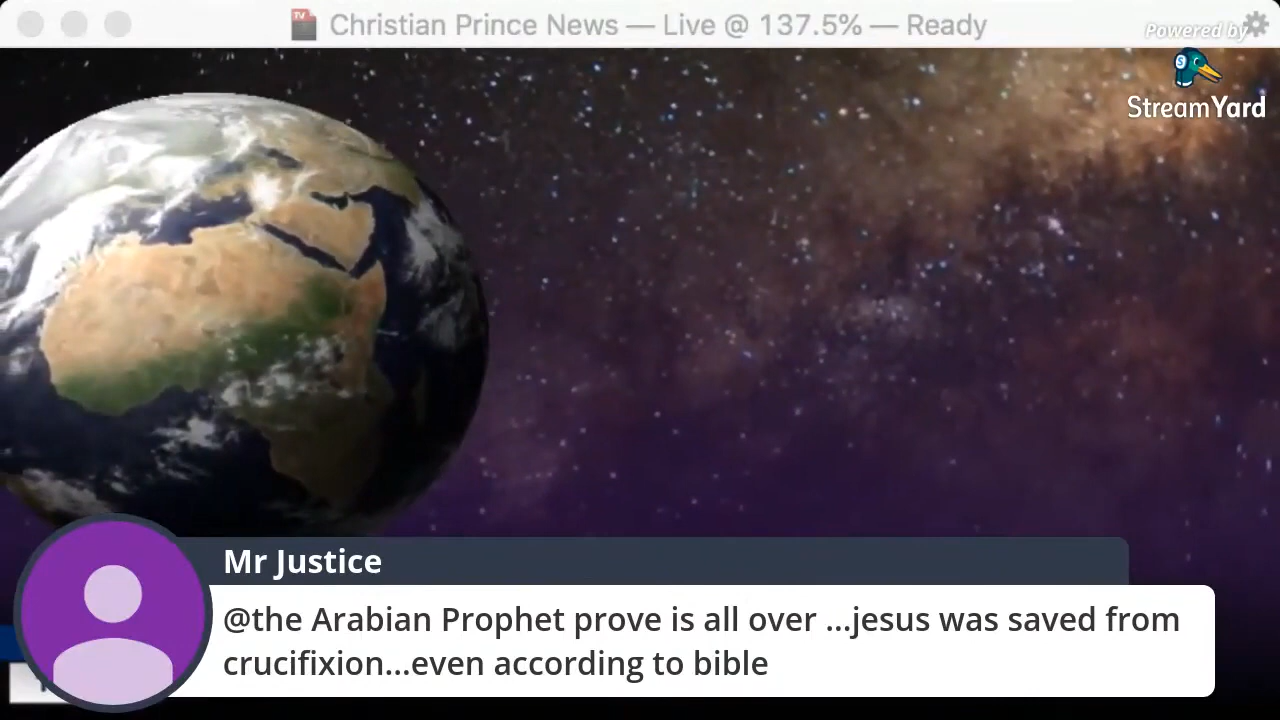 Christian Prince News — Live @ 137.5% — Ready
Powered by
StreamYard
Mr Justice
@the Arabian Prophet prove is all over ...jesus was saved from
crucifixion...even according to bible